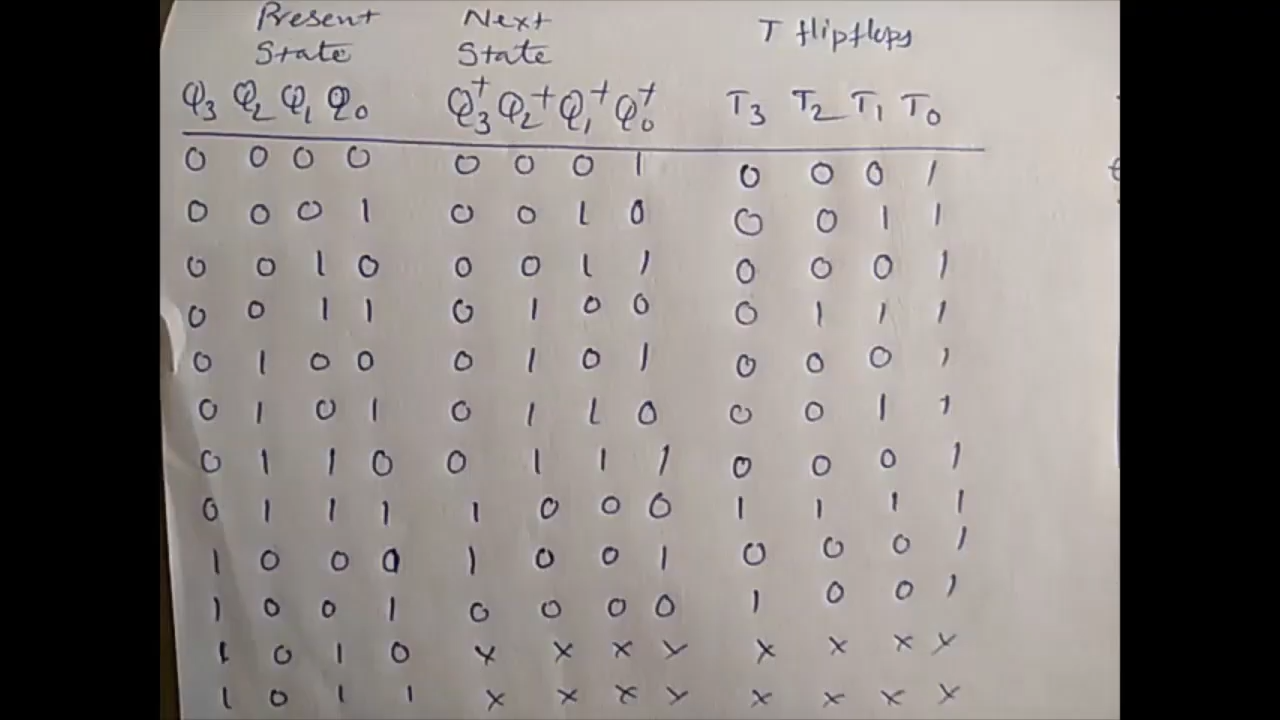 Present Next T flipflops
State State
Q3 Q2 Q1 Q0 Q3+ Q2+ Q1+ Q0+ T3 T2 T1 T0
0 0 0 0 0 0 0 1 0 0 0 1
0 0 0 1 0 0 1 0 0 0 1 1
0 0 1 0 0 0 1 1 0 0 0 1
0 0 1 1 0 1 0 0 0 1 1 1
0 1 0 0 0 1 0 1 0 0 0 1
0 1 0 1 0 1 1 0 0 0 1 1
0 1 1 0 0 1 1 1 0 0 0 1
0 1 1 1 1 0 0 0 1 1 1 1
1 0 0 0 1 0 0 1 0 0 0 1
1 0 0 1 0 0 0 0 1 0 0 1
1 0 1 0 x x x x x x x x
1 0 1 1 x x x x x x x x